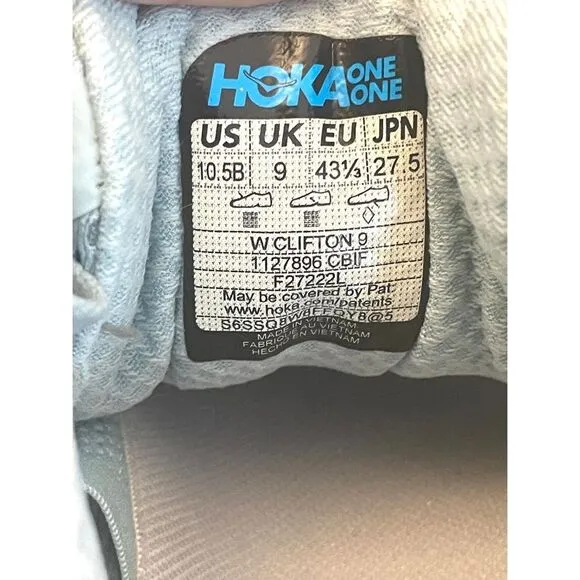 HOKA ONE ONE
US UK EU JPN
10.5B 9 43⅓ 27.5
W CLIFTON 9
1127896 CBIF
F27222L
May be covered by Pat.
www.hoka.com/patents
MADE IN VIETNAM
FABRIQUÉ AU VIETNAM
HECHO EN VIETNAM